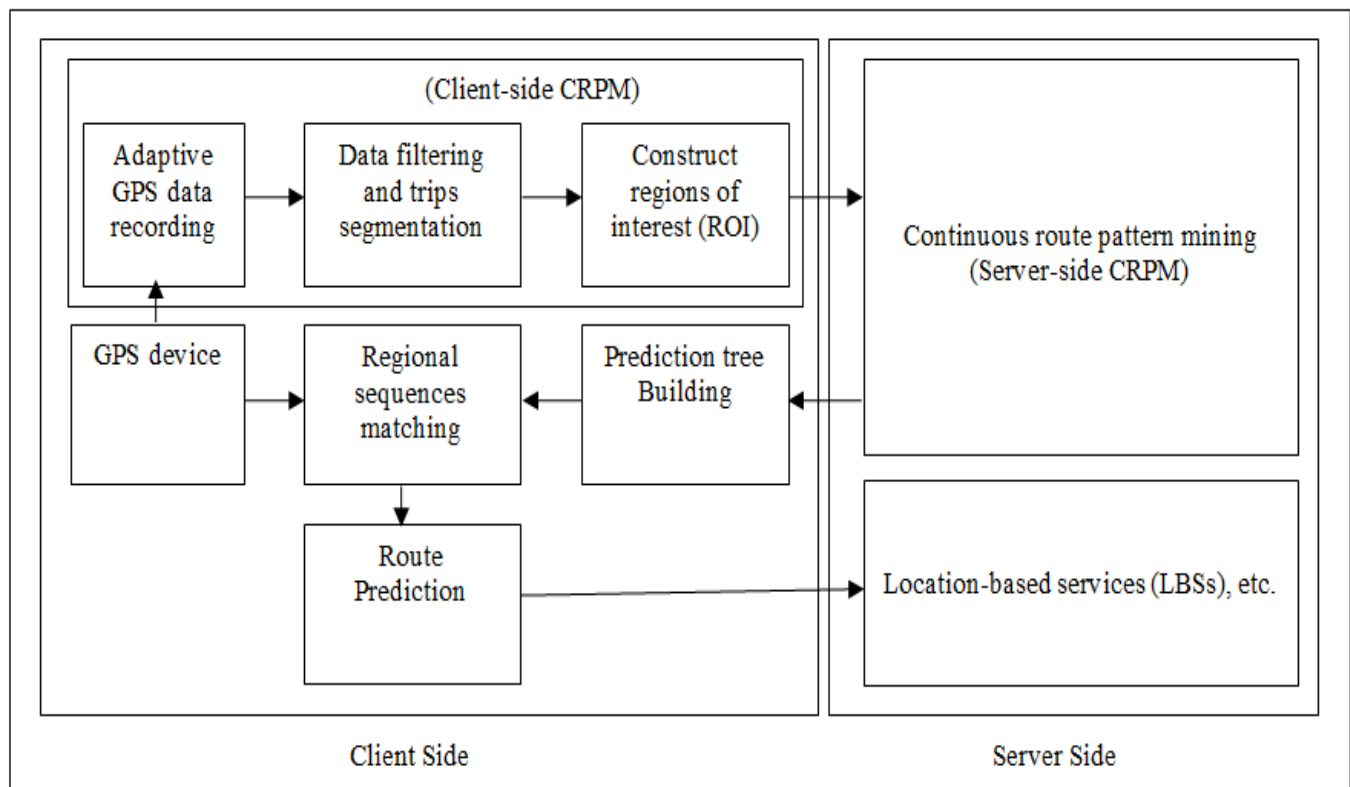 (Client-side CRPM)
Adaptive
GPS data
recording
Data filtering
and trips
segmentation
Construct
regions of
interest (ROI)
Continuous route pattern mining
(Server-side CRPM)
GPS device
Regional
sequences
matching
Prediction tree
Building
Route
Prediction
Location-based services (LBSs), etc.
Client Side
Server Side